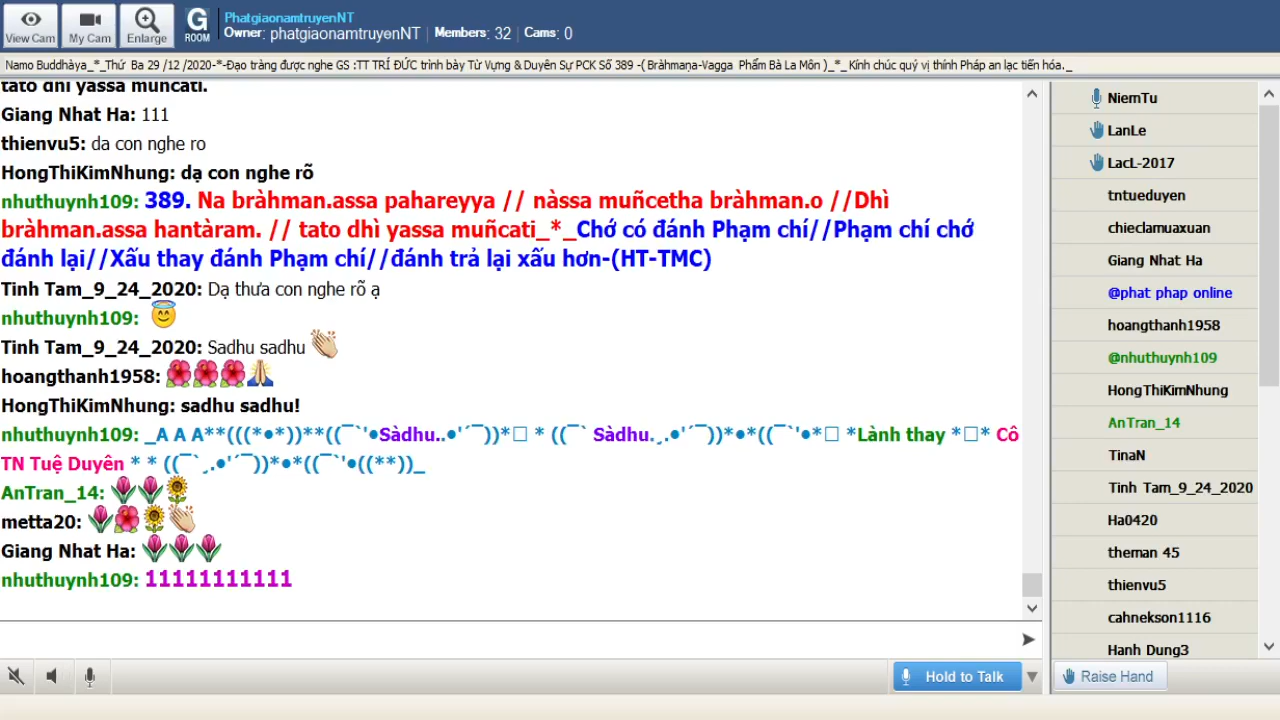 View Cam
My Cam
Enlarge
G
ROOM
PhatgiaonamtruyenNT
Owner: phatgiaonamtruyenNT | Members: 32 | Cams: 0
Namo Buddhàya_*_Thứ Ba 29 /12 /2020-*-Đạo tràng được nghe GS :TT TRÍ ĐỨC trình bày Từ Vựng & Duyên Sự PCK Số 389 -( Bràhmaṇa-Vagga Phẩm Bà La Môn )_*_ Kính chúc quý vị thính Pháp an lạc tiến hóa._
tato dhì yassa muñcati.
Giang Nhat Ha: 111
thienvu5: da con nghe ro
HongThiKimNhung: dạ con nghe rõ
nhuthuynh109: 389. Na bràhman.assa pahareyya // nàssa muñcetha bràhman.o //Dhì
bràhman.assa hantàram. // tato dhì yassa muñcati_*_Chớ có đánh Phạm chí//Phạm chí chớ
đánh lại//Xấu thay đánh Phạm chí//đánh trả lại xấu hơn-(HT-TMC)
Tinh Tam_9_24_2020: Dạ thưa con nghe rõ ạ
nhuthuynh109: 😇
Tinh Tam_9_24_2020: Sadhu sadhu 👏
hoangthanh1958: 🌺🌺🌺🙏
HongThiKimNhung: sadhu sadhu!
nhuthuynh109: _A A A**(((*•*))**((¯`'•Sàdhu..•'´¯))*□ * ((¯` Sàdhu.¸.•'´¯))*•*((¯`'•*□ *Lành thay *□* Cô
TN Tuệ Duyên * * ((¯`¸.•'´¯))*•*((¯`'•((**))_
AnTran_14: 🌷🌷🌻
metta20: 🌷🌺🌻👏
Giang Nhat Ha: 🌷🌷🌷
nhuthuynh109: 11111111111
Hold to Talk
NiemTu
LanLe
LacL-2017
tntueduyen
chieclamuaxuan
Giang Nhat Ha
@phat phap online
hoangthanh1958
@nhuthuynh109
HongThiKimNhung
AnTran_14
TinaN
Tinh Tam_9_24_2020
Ha0420
theman 45
thienvu5
cahnekson1116
Hanh Dung3
Raise Hand